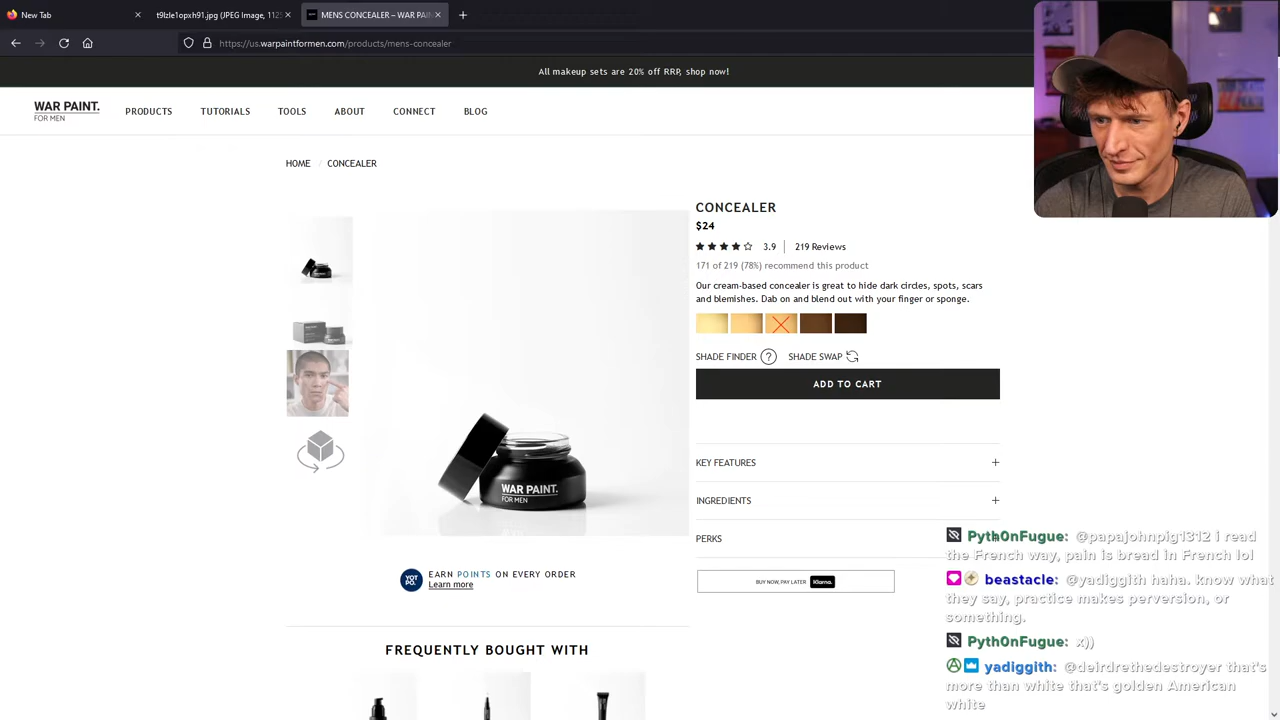 New Tab
t9lzle1opxh91.jpg (JPEG Image, 112
MENS CONCEALER – WAR PAIN
https://us.warpaintformen.com/products/mens-concealer
All makeup sets are 20% off RRP, shop now!
WAR PAINT.
FOR MEN
PRODUCTS
TUTORIALS
TOOLS
ABOUT
CONNECT
BLOG
HOME / CONCEALER
CONCEALER
$24
3.9 | 219 Reviews
171 of 219 (78%) recommend this product
Our cream-based concealer is great to hide dark circles, spots, scars
and blemishes. Dab on and blend out with your finger or sponge.
SHADE FINDER ? SHADE SWAP
ADD TO CART
WAR PAINT.
FOR MEN
KEY FEATURES +
INGREDIENTS +
PERKS
YOT
PO.
EARN POINTS ON EVERY ORDER
Learn more
BUY NOW, PAY LATER Klarna.
FREQUENTLY BOUGHT WITH
Pyth0nFugue: @papajohnpig1312 i read
the French way, pain is bread in French lol
beastacle: @yadiggith haha. know what
they say, practice makes perversion, or
something.
Pyth0nFugue: x))
yadiggith: @deirdrethedestroyer that's
more than white that's golden American
white